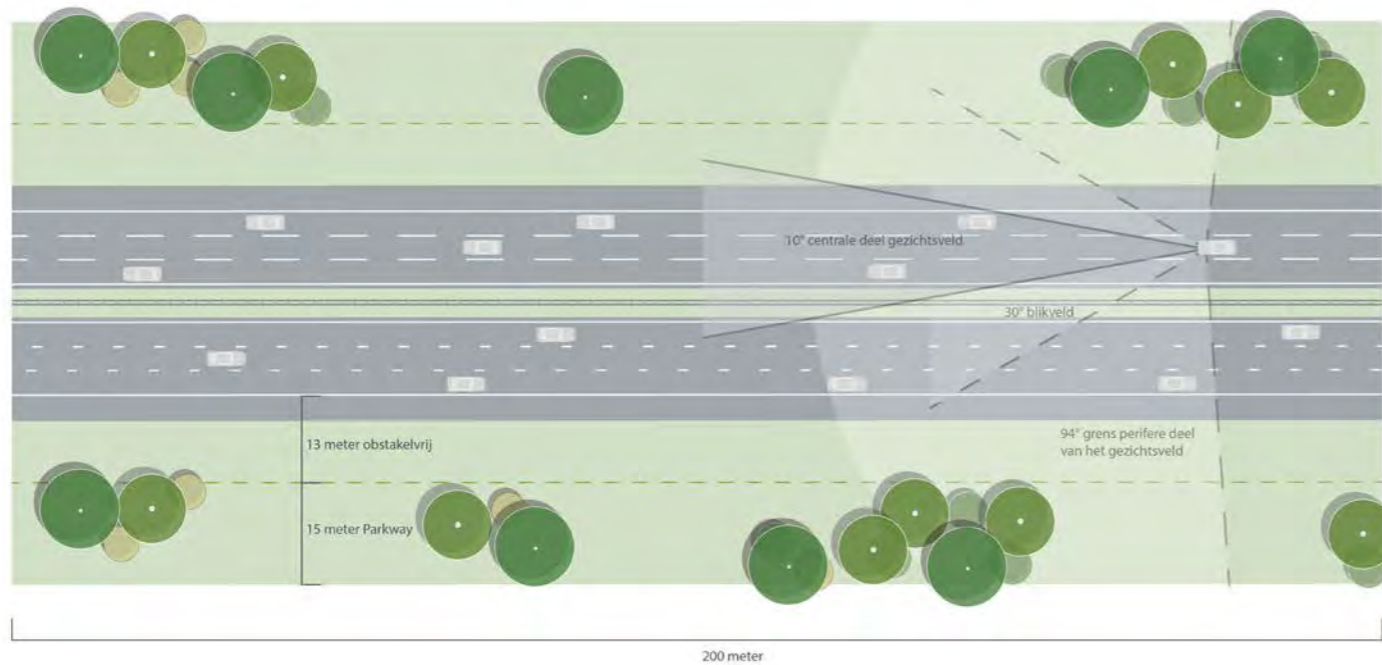 10° centrale deel gezichtsveld
30° blikveld
13 meter obstakelvrij
94° grens perifere deel
van het gezichtsveld
15 meter Parkway
200 meter